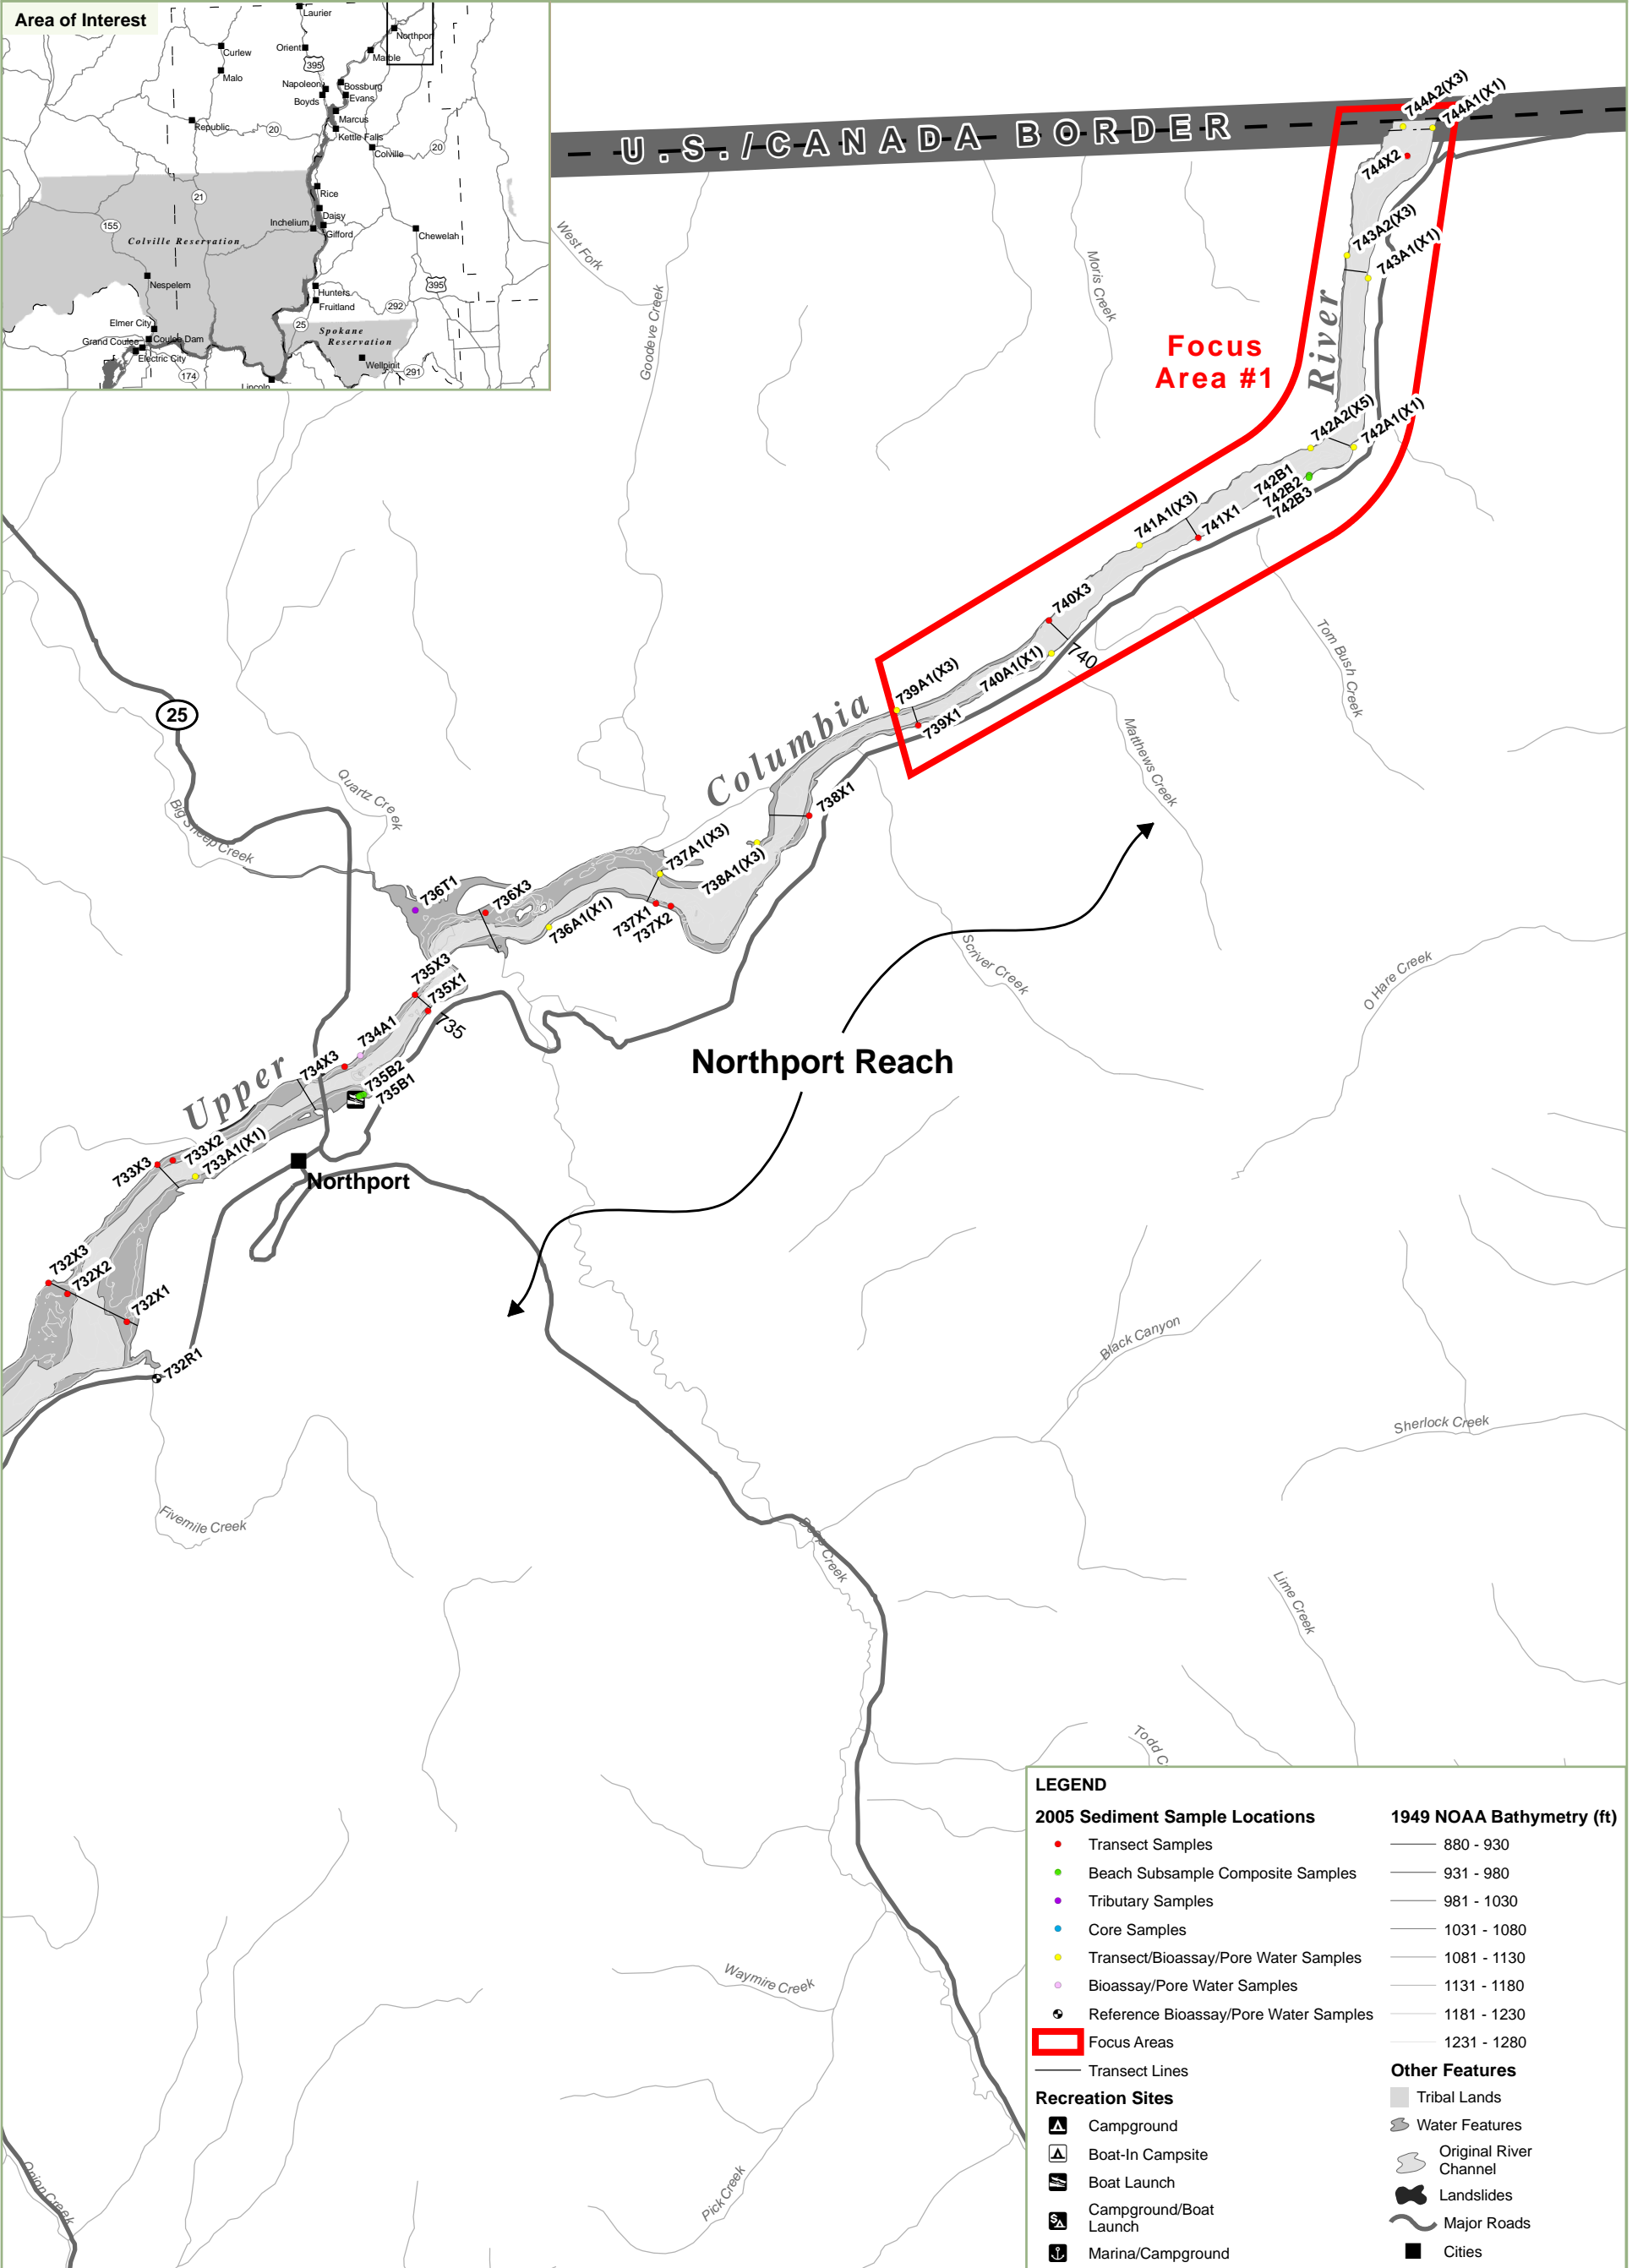 Area of Interest
Laurier
Northport
Curlew
Orient
Marble
395
Malo
Napoleon
Bossburg
Boyds
Evans
Marcus
Republic
20
Kettle Falls
20
Colville
Rice
21
Daisy
155
Inchelium
Gifford
Chewelah
Colville Reservation
Nespelem
395
Hunters
Fruitland
292
Elmer City
25
Spokane
Reservation
Grand Coulee
Coulee Dam
Electric City
Wellpinit
174
291
Lincoln
U.S./CANADA BORDER
744A2(X3)
744A1(X1)
744X2
743A2(X3)
743A1(X1)
West Fork
Moris Creek
Goodeve Creek
River
Focus
Area #1
742A2(X5)
742A1(X1)
742B1
742B2
742B3
741A1(X3)
741X1
740X3
740
740A1(X1)
Tom Bush Creek
739A1(X3)
739X1
Columbia
25
Matthews Creek
Quartz Creek
Big Sheep Creek
738X1
737A1(X3)
738A1(X3)
736T1
736X3
736A1(X1)
737X1
737X2
Scriver Creek
O Hare Creek
735X3
735X1
735
734A1
734X3
Northport Reach
735B2
735B1
Upper
733X2
733X3
733A1(X1)
Northport
732X3
732X2
732X1
732R1
Black Canyon
Sherlock Creek
Fivemile Creek
Deep Creek
Lime Creek
Todd C
Waymire Creek
Pick Creek
Onion Creek
LEGEND
2005 Sediment Sample Locations
Transect Samples
Beach Subsample Composite Samples
Tributary Samples
Core Samples
Transect/Bioassay/Pore Water Samples
Bioassay/Pore Water Samples
Reference Bioassay/Pore Water Samples
Focus Areas
Transect Lines
Recreation Sites
Campground
Boat-In Campsite
Boat Launch
Campground/Boat
Launch
Marina/Campground
1949 NOAA Bathymetry (ft)
880 - 930
931 - 980
981 - 1030
1031 - 1080
1081 - 1130
1131 - 1180
1181 - 1230
1231 - 1280
Other Features
Tribal Lands
Water Features
Original River
Channel
Landslides
Major Roads
Cities